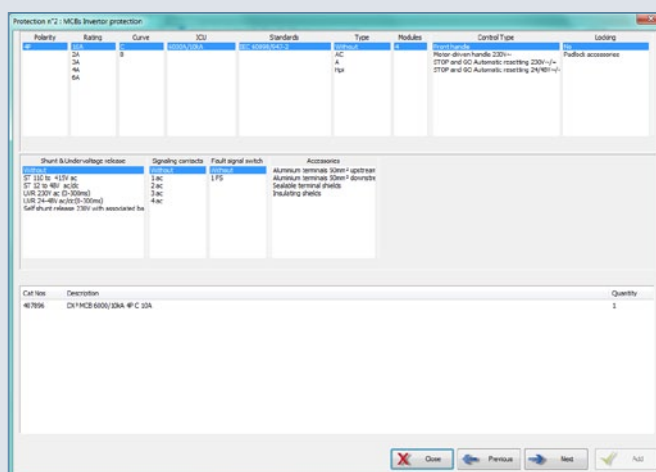 Protection n°2 : MCBs Invertor protection
Polarity Rating Curve ICU Standards Type Modules Control Type Locking
4P 10A C 6000A/10kA IEC 60898/947-2 Without 4 Front handle No
2A B AC Motor driven handle 230V~ Padlock accessories
3A A STOP and GO Automatic resetting 230V~/=
4A Hpi STOP and GO Automatic resetting 24/48V~/=
6A
Shunt & Undervoltage release Signaling contacts Fault signal switch Accessories
Without Without Without Aluminium terminals 50mm² upstream
ST 110 to 415V ac 1 ac 1 FS Aluminium terminals 50mm² downstre
ST 12 to 48V ac/dc 2 ac Sealable terminal shields
UVR 230V ac (0-300ms) 3 ac Insulating shields
UVR 24-48V ac/dc(0-300ms) 4 ac
Self shunt release 230V with associated ba
Cat Nos Description Quantity
407896 DX³ MCB 6000/10kA 4P C 10A 1
Close Previous Next Add